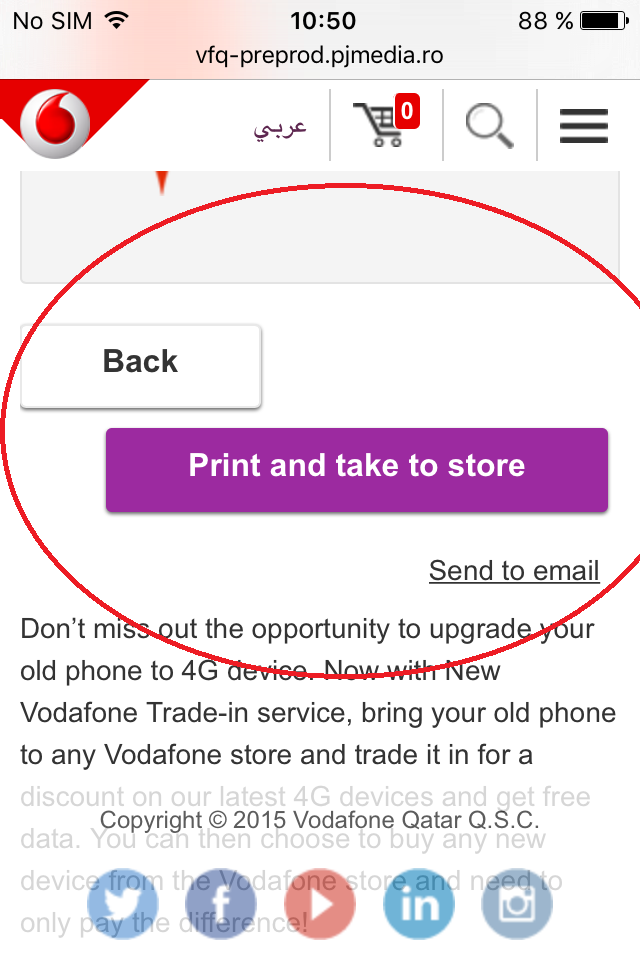 No SIM 10:50 88 %
vfq-preprod.pjmedia.ro
عربي 0
Back
Print and take to store
Send to email
Don’t miss out the opportunity to upgrade your
old phone to 4G device. Now with New
Vodafone Trade-in service, bring your old phone
to any Vodafone store and trade it in for a
discount on our latest 4G devices and get free
Copyright © 2015 Vodafone Qatar Q.S.C.
data. You can then choose to buy any new
device from the Vodafone store and need to
only pay the difference!
in